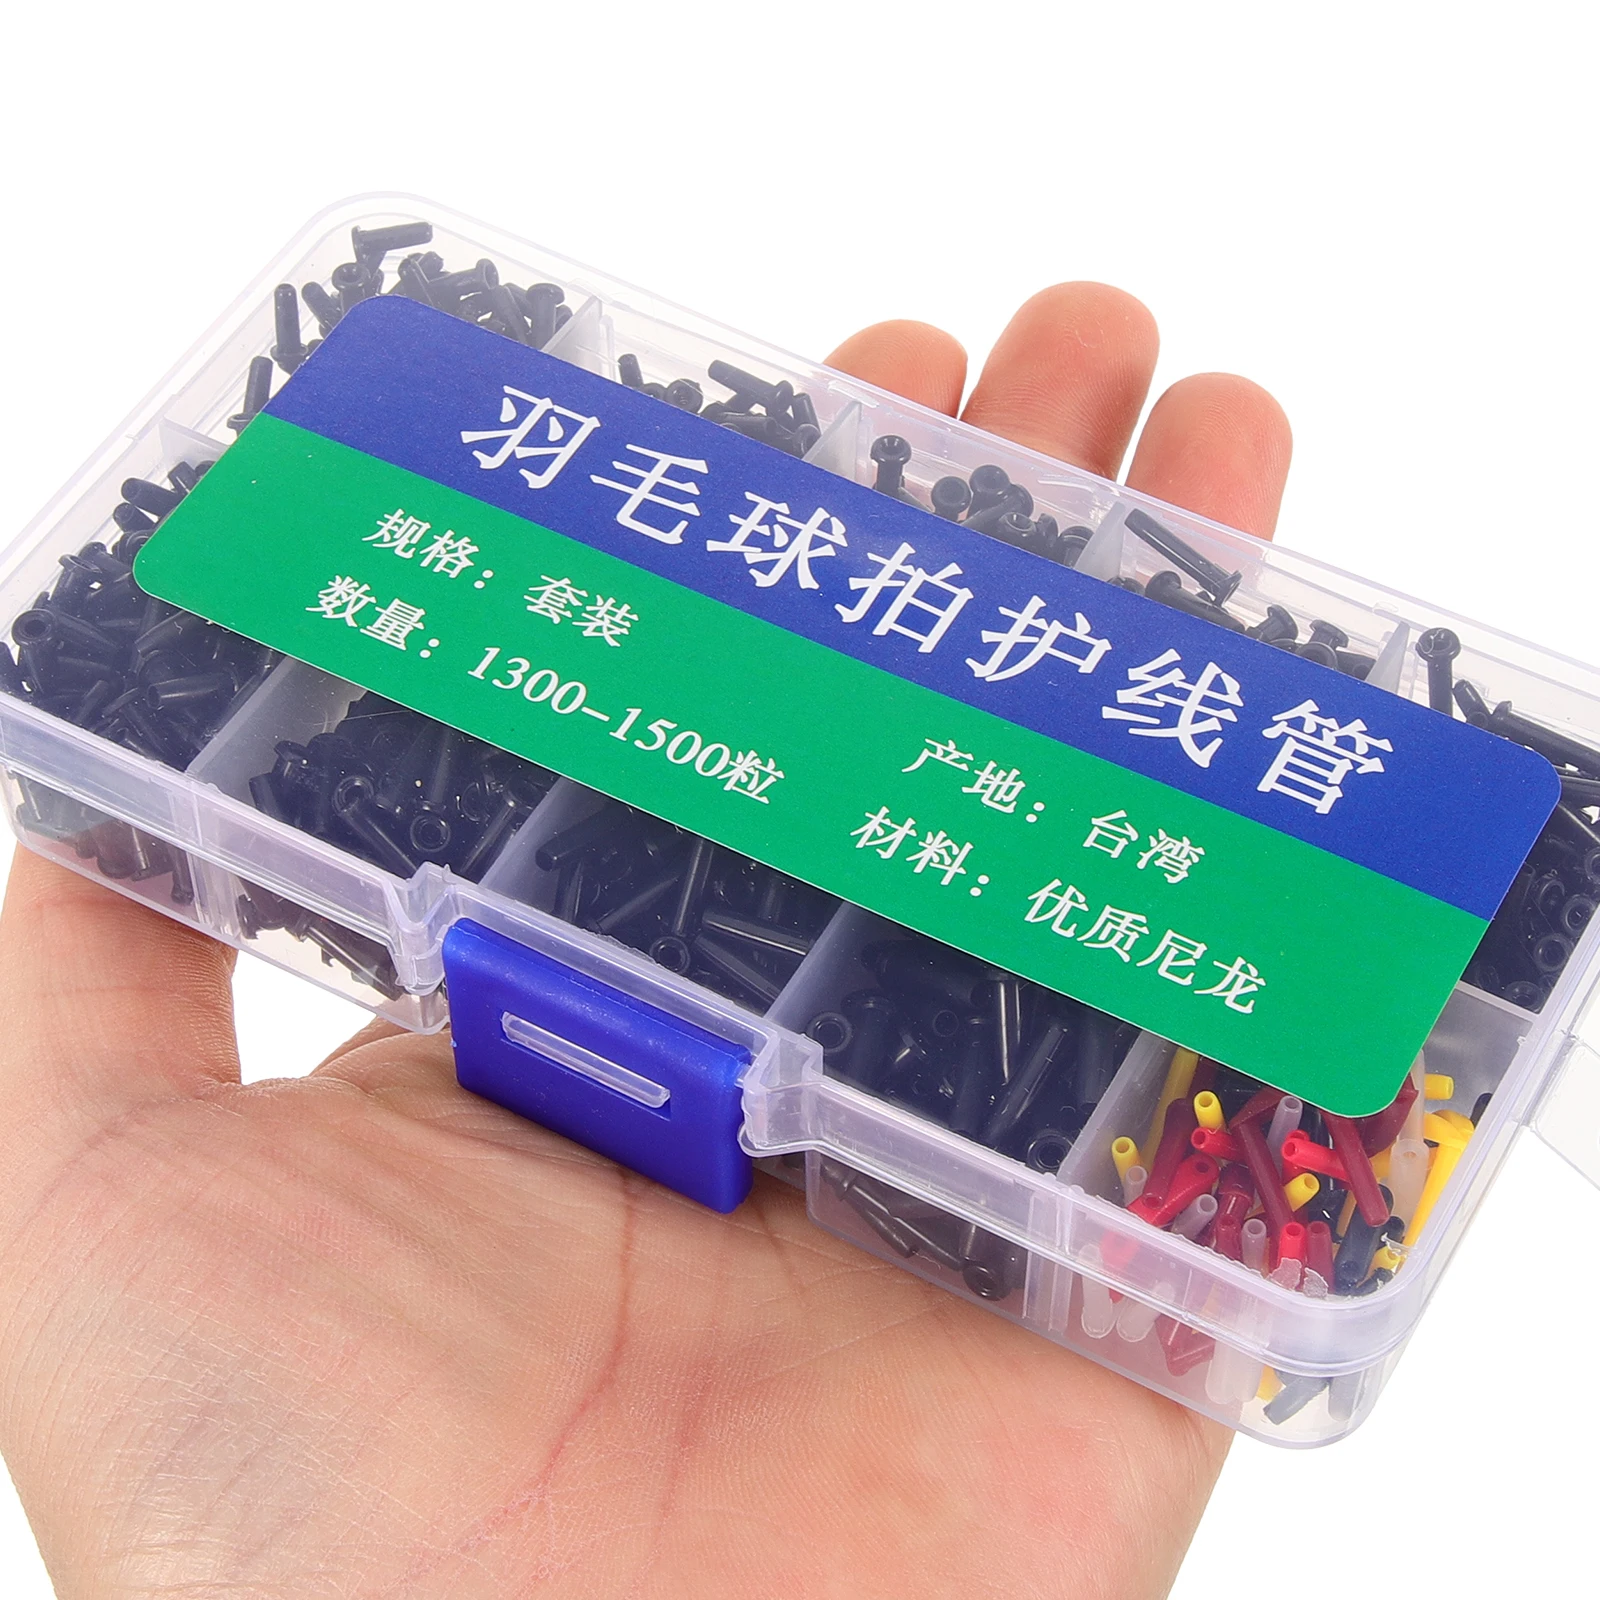 羽毛球拍护线管
规格：套装
数量：1300-1500粒
产地：台湾
材料：优质尼龙